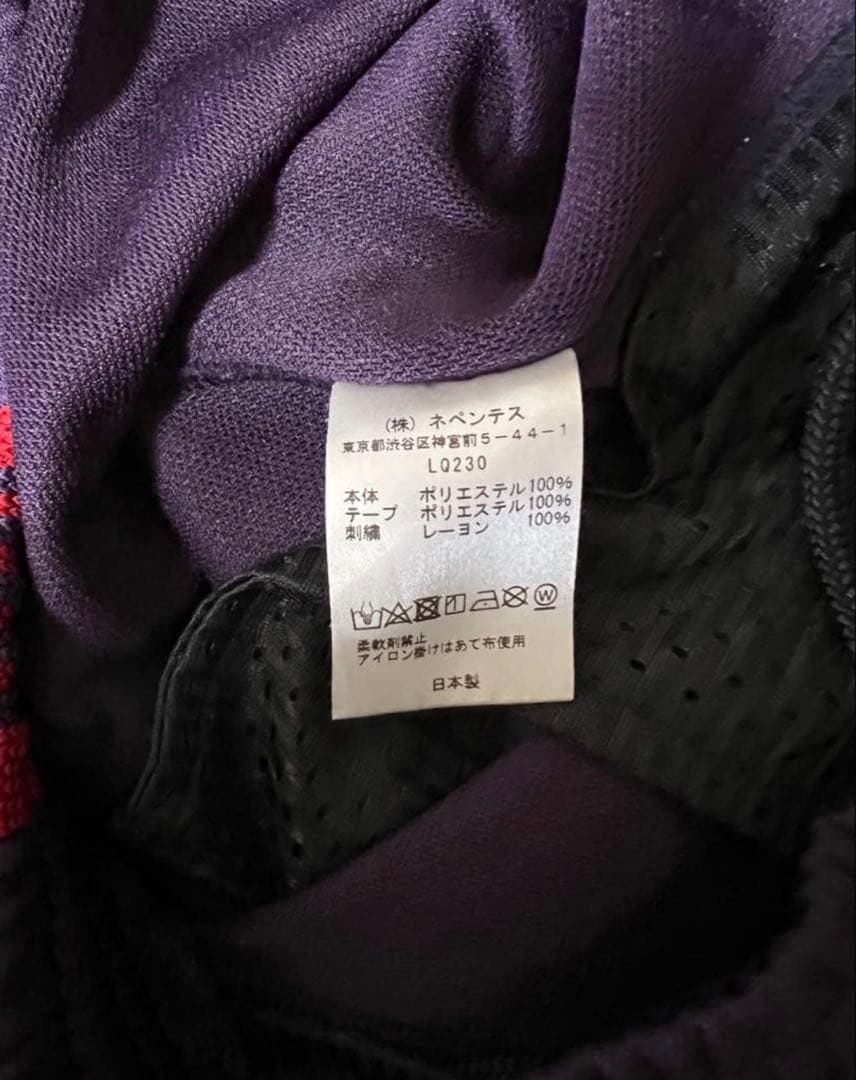 (株) ネペンテス
東京都渋谷区神宮前5-44-1
LQ230
本体 ポリエステル100%
テープ ポリエステル100%
刺繍 レーヨン 100%
W
柔軟剤禁止
アイロン掛けはあて布使用
日本製